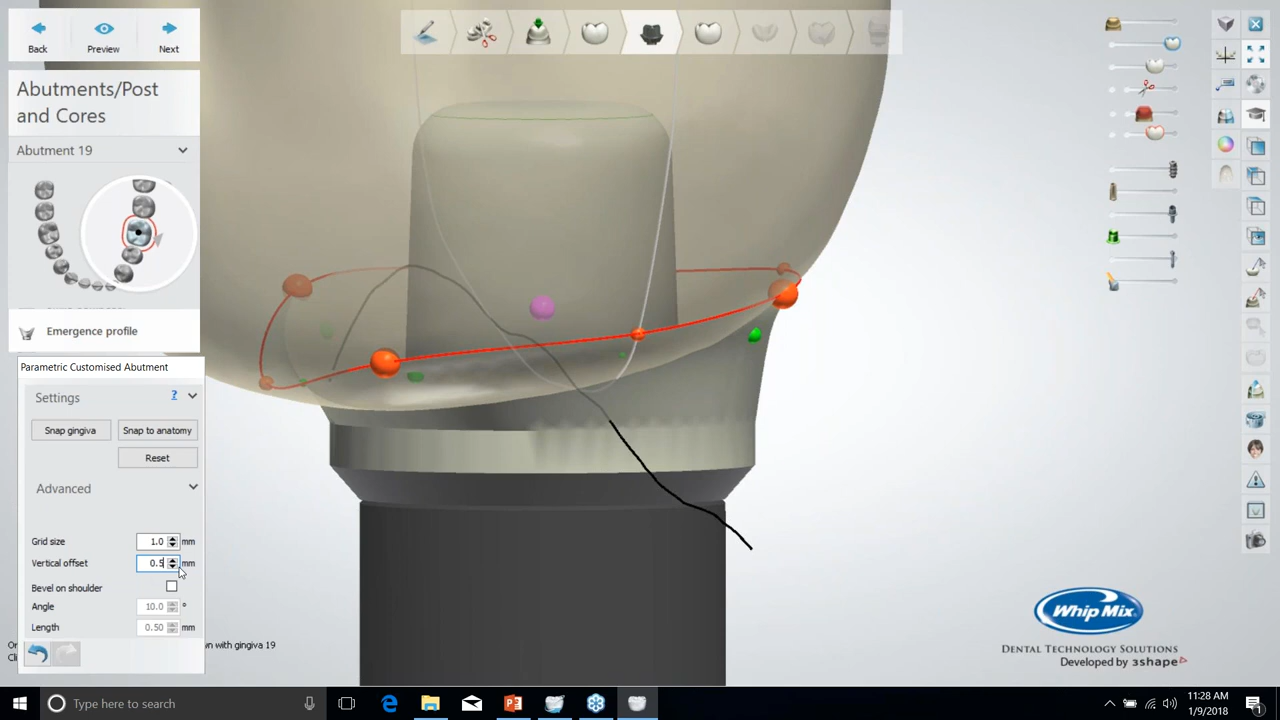 Back
Preview
Next
Abutments/Post
and Cores
Abutment 19
Emergence profile
Parametric Customised Abutment
Settings
?
Snap gingiva
Snap to anatomy
Reset
Advanced
Grid size 1.0 mm
Vertical offset 0.5 mm
Bevel on shoulder
Angle 10.0 °
Length 0.50 mm
wn with gingiva 19
Whip Mix
DENTAL TECHNOLOGY SOLUTIONS
Developed by 3shape
Type here to search
11:28 AM
1/9/2018
1